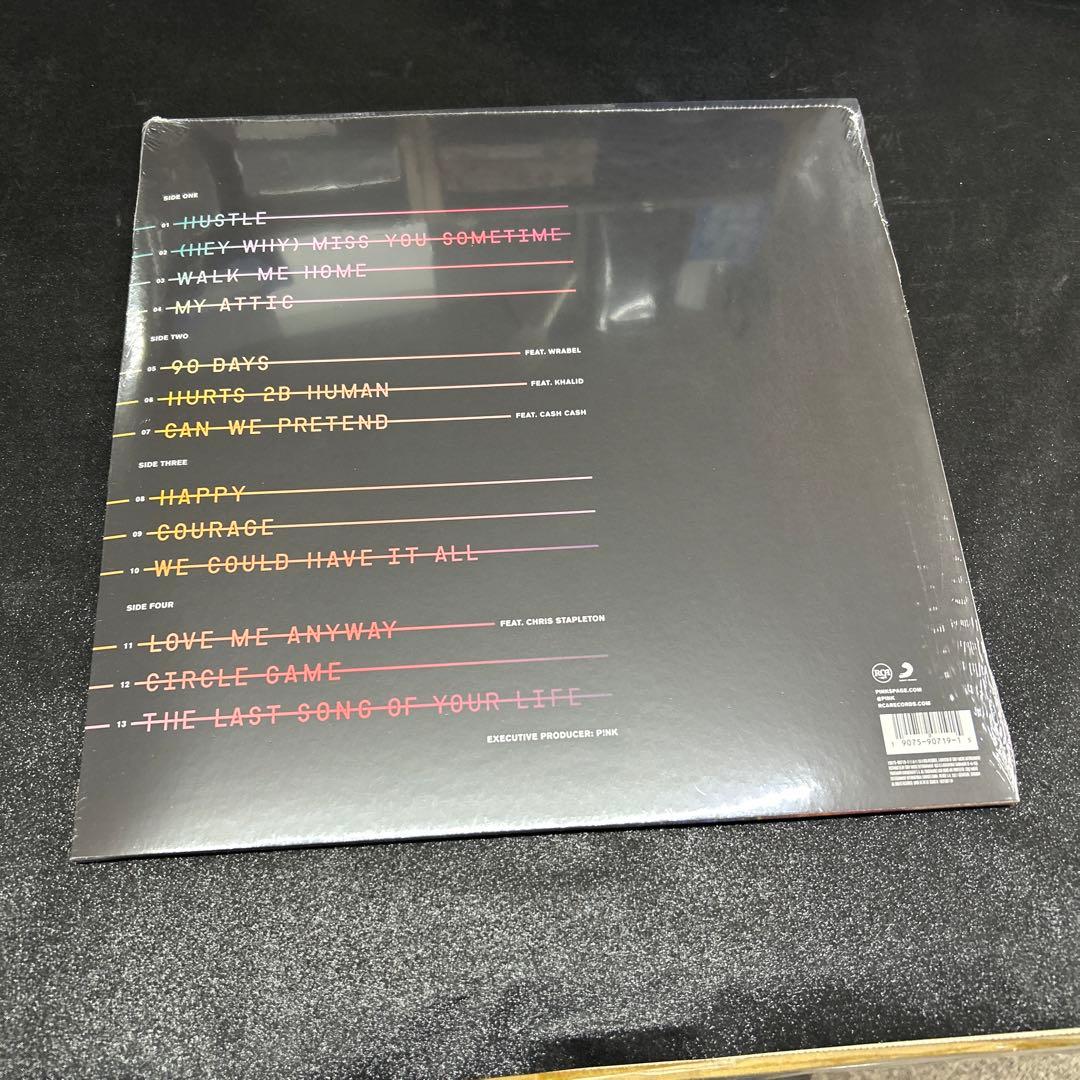 SIDE ONE
01 HUSTLE
02 (HEY WHY) MISS YOU SOMETIME
03 WALK ME HOME
04 MY ATTIC
SIDE TWO
05 90 DAYS FEAT. WRABEL
06 HURTS 2B HUMAN FEAT. KHALID
07 CAN WE PRETEND FEAT. CASH CASH
SIDE THREE
08 HAPPY
09 COURAGE
10 WE COULD HAVE IT ALL
SIDE FOUR
11 LOVE ME ANYWAY FEAT. CHRIS STAPLETON
12 CIRCLE GAME
13 THE LAST SONG OF YOUR LIFE
EXECUTIVE PRODUCER: P!NK
RCA
PINKSPAGE.COM
@PINK
RCARECORDS.COM
1 9075-90719-1 5